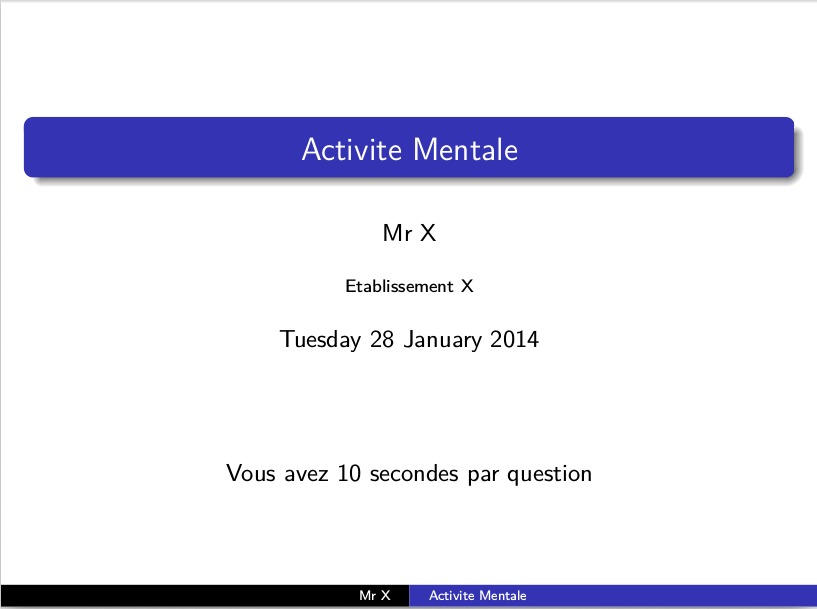 Activite Mentale
Mr X
Etablissement X
Tuesday 28 January 2014
Vous avez 10 secondes par question
Mr X
Activite Mentale